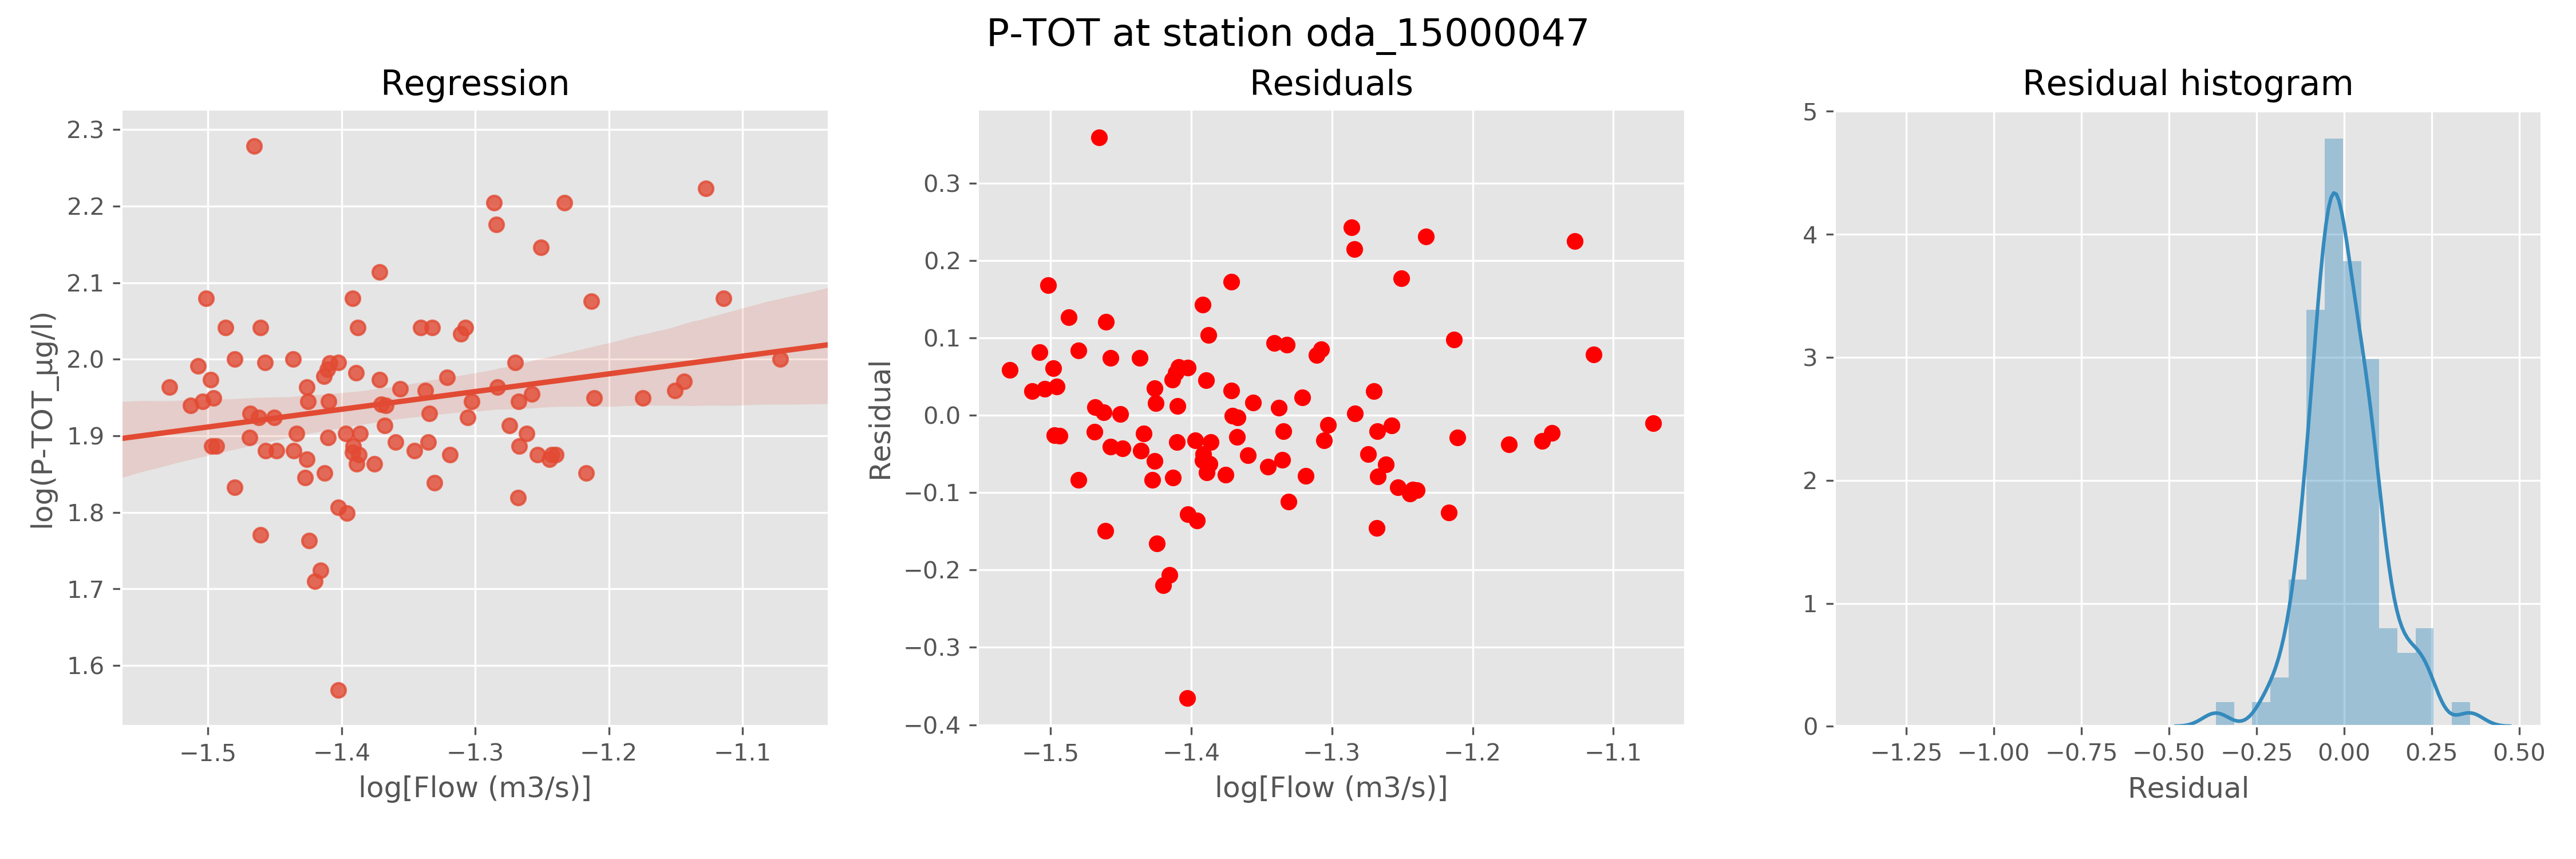 P-TOT at station oda_15000047
Regression
2.3
2.2
2.1
2.0
1.9
1.8
1.7
1.6
log(P-TOT_µg/l)
−1.5 −1.4 −1.3 −1.2 −1.1
log[Flow (m3/s)]
Residuals
0.3
0.2
0.1
0.0
−0.1
−0.2
−0.3
−0.4
Residual
−1.5 −1.4 −1.3 −1.2 −1.1
log[Flow (m3/s)]
Residual histogram
5
4
3
2
1
0
−1.25 −1.00 −0.75 −0.50 −0.25 0.00 0.25 0.50
Residual